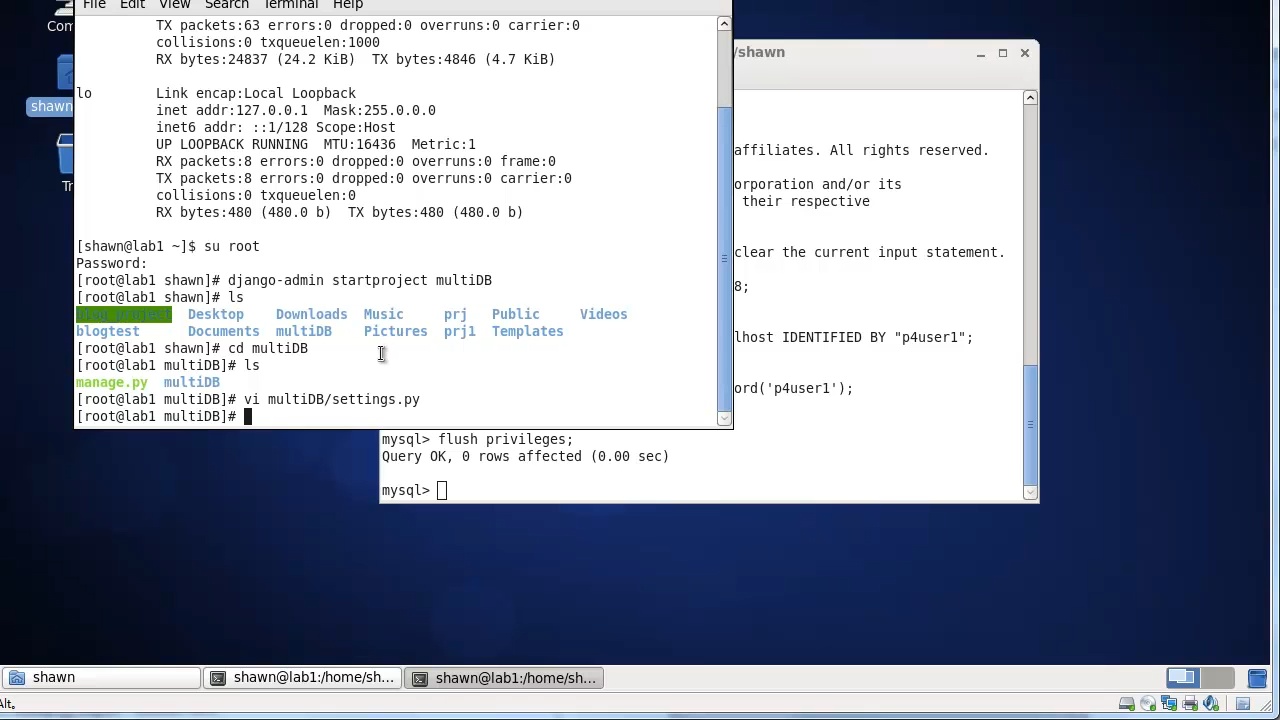 File Edit View Search Terminal Help
Com
TX packets:63 errors:0 dropped:0 overruns:0 carrier:0
collisions:0 txqueuelen:1000
RX bytes:24837 (24.2 KiB) TX bytes:4846 (4.7 KiB)
lo Link encap:Local Loopback
inet addr:127.0.0.1 Mask:255.0.0.0
inet6 addr: ::1/128 Scope:Host
UP LOOPBACK RUNNING MTU:16436 Metric:1
RX packets:8 errors:0 dropped:0 overruns:0 frame:0
TX packets:8 errors:0 dropped:0 overruns:0 carrier:0
collisions:0 txqueuelen:0
RX bytes:480 (480.0 b) TX bytes:480 (480.0 b)
[shawn@lab1 ~]$ su root
Password:
[root@lab1 shawn]# django-admin startproject multiDB
[root@lab1 shawn]# ls
blog_project Desktop Downloads Music prj Public Videos
blogtest Documents multiDB Pictures prj1 Templates
[root@lab1 shawn]# cd multiDB
[root@lab1 multiDB]# ls
manage.py multiDB
[root@lab1 multiDB]# vi multiDB/settings.py
[root@lab1 multiDB]#
shawn
Tr
/shawn
affiliates. All rights reserved.
orporation and/or its
their respective
clear the current input statement.
8;
lhost IDENTIFIED BY "p4user1";
ord('p4user1');
mysql> flush privileges;
Query OK, 0 rows affected (0.00 sec)
mysql>
shawn
shawn@lab1:/home/sh...
shawn@lab1:/home/sh...
Alt。